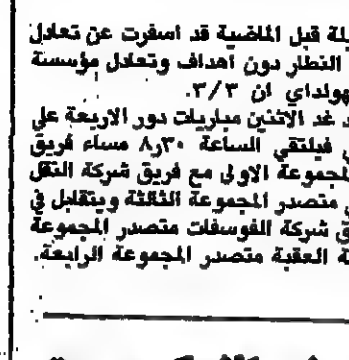 يلة قبل الماضية قد اسفرت عن تعادل
النطار دون اهداف وتعادل مؤسسة
هولداي ان ٣/٣.
غد الاثنين مباريات دور الاربعة علي
فيلتقي الساعة ٨٫٣٠ مساء فريق
لمجموعة الاولى مع فريق شركة النقل
متصدر المجموعة الثالثة ويتقابل في
ق شركة الفوسفات متصدر المجموعة
ة العقبة متصدر المجموعة الرابعة.